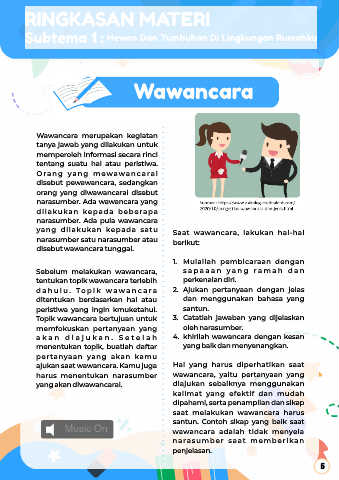 RINGKASAN MATERI
Subtema 1 : Hewan Dan Tumbuhan Di Lingkungan Rumahku
Wawancara
Wawancara merupakan kegiatan
tanya jawab yang dilakukan untuk
memperoleh informasi secara rinci
tentang suatu hal atau peristiwa.
Orang yang mewawancarai
disebut pewawancara, sedangkan
orang yang diwawancarai disebut
narasumber. Ada wawancara yang
dilakukan kepada beberapa
narasumber. Ada pula wawancara
yang dilakukan kepada satu
narasumber satu narasumber atau
disebut wawancara tunggal.
Sebelum melakukan wawancara,
tentukan topik wawancara terlebih
dahulu. Topik wawancara
ditentukan berdasarkan hal atau
peristiwa yang ingin kmuketahui.
Topik wawancara bertujuan untuk
memfokuskan pertanyaan yang
akan diajukan. Setelah
menentukan topik, buatlah daftar
pertanyaan yang akan kamu
ajukan saat wawancara. Kamu juga
harus menentukan narasumber
yang akan diwawancarai.
Saat wawancara, lakukan hal-hal
berikut:
1. Mulailah pembicaraan dengan
sapaaan yang ramah dan
perkenalan diri.
2. Ajukan pertanyaan dengan jelas
dan menggunakan bahasa yang
santun.
3. Catatlah jawaban yang dijelaskan
oleh narasumber.
4. khirilah wawancara dengan kesan
yang baik dan menyenangkan.
Hal yang harus diperhatikan saat
wawancara, yaitu pertanyaan yang
diajukan sebaiknya menggunakan
kalimat yang efektif dan mudah
dipahami, serta penampilan dan sikap
saat melakukan wawancara harus
santun. Contoh sikap yang baik saat
wawancara adalah tidak menyela
narasumber saat memberikan
penjelasan.
Music On
5